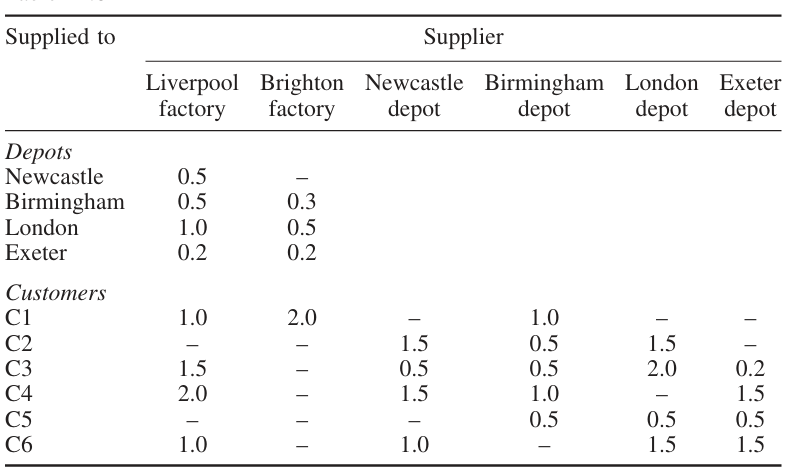 Supplied to Supplier
Liverpool Brighton Newcastle Birmingham London Exeter
factory factory depot depot depot depot
Depots
Newcastle 0.5 –
Birmingham 0.5 0.3
London 1.0 0.5
Exeter 0.2 0.2
Customers
C1 1.0 2.0 – 1.0 – –
C2 – – 1.5 0.5 1.5 –
C3 1.5 – 0.5 0.5 2.0 0.2
C4 2.0 – 1.5 1.0 – 1.5
C5 – – – 0.5 0.5 0.5
C6 1.0 – 1.0 – 1.5 1.5